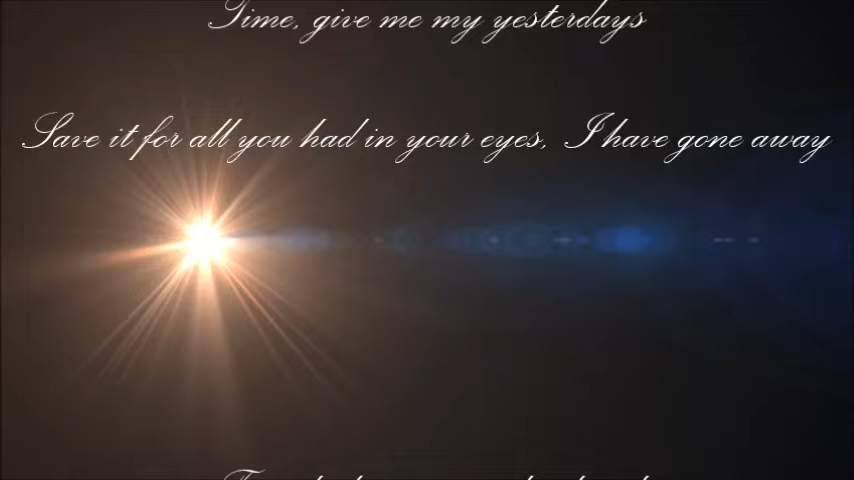 Time, give me my yesterdays
Save it for all you had in your eyes, I have gone away